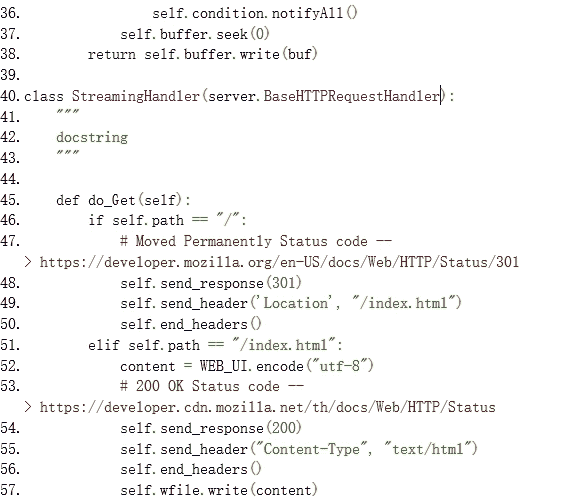 36.                 self.condition.notifyAll()
37.             self.buffer.seek(0)
38.         return self.buffer.write(buf)
39.
40. class StreamingHandler(server.BaseHTTPRequestHandler):
41.     """
42.     docstring
43.     """
44.
45.     def do_Get(self):
46.         if self.path == "/":
47.             # Moved Permanently Status code --
> https://developer.mozilla.org/en-US/docs/Web/HTTP/Status/301
48.             self.send_response(301)
49.             self.send_header('Location', "/index.html")
50.             self.end_headers()
51.         elif self.path == "/index.html":
52.             content = WEB_UI.encode("utf-8")
53.             # 200 OK Status code --
> https://developer.cdn.mozilla.net/th/docs/Web/HTTP/Status
54.             self.send_response(200)
55.             self.send_header("Content-Type", "text/html")
56.             self.end_headers()
57.             self.wfile.write(content)